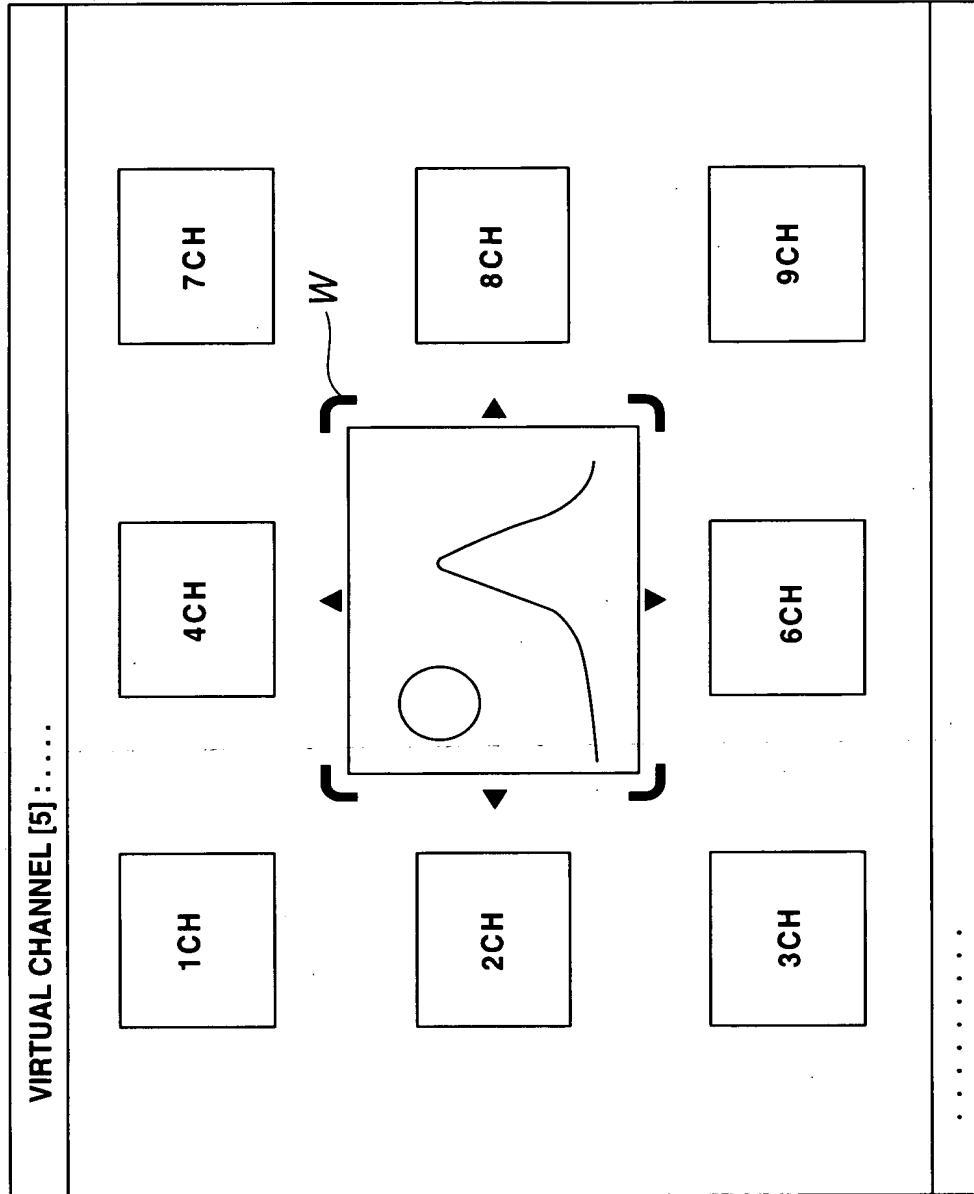 VIRTUAL CHANNEL [5] : . . . .
1CH
4CH
7CH
W
2CH
8CH
3CH
6CH
9CH
. . . . . . . . .